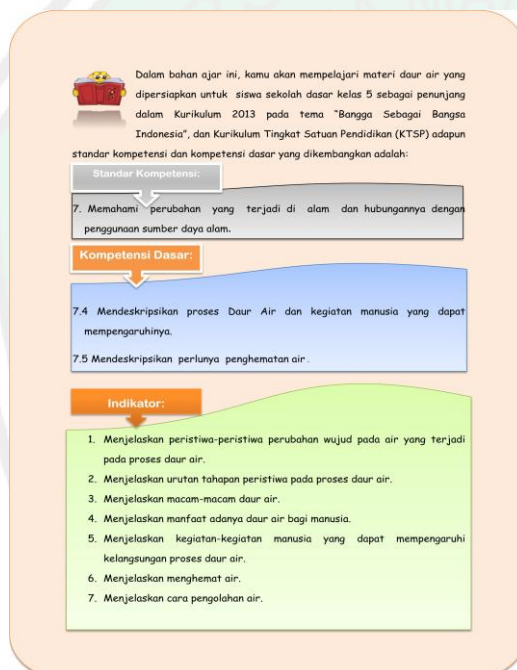 Dalam bahan ajar ini, kamu akan mempelajari materi daur air yang
dipersiapkan untuk siswa sekolah dasar kelas 5 sebagai penunjang
dalam Kurikulum 2013 pada tema "Bangga Sebagai Bangsa
Indonesia", dan Kurikulum Tingkat Satuan Pendidikan (KTSP) adapun
standar kompetensi dan kompetensi dasar yang dikembangkan adalah:
Standar Kompetensi:
7. Memahami perubahan yang terjadi di alam dan hubungannya dengan
penggunaan sumber daya alam.
Kompetensi Dasar:
7.4 Mendeskripsikan proses Daur Air dan kegiatan manusia yang dapat
mempengaruhinya.
7.5 Mendeskripsikan perlunya penghematan air.
Indikator:
1. Menjelaskan peristiwa-peristiwa perubahan wujud pada air yang terjadi
pada proses daur air.
2. Menjelaskan urutan tahapan peristiwa pada proses daur air.
3. Menjelaskan macam-macam daur air.
4. Menjelaskan manfaat adanya daur air bagi manusia.
5. Menjelaskan kegiatan-kegiatan manusia yang dapat mempengaruhi
kelangsungan proses daur air.
6. Menjelaskan menghemat air.
7. Menjelaskan cara pengolahan air.